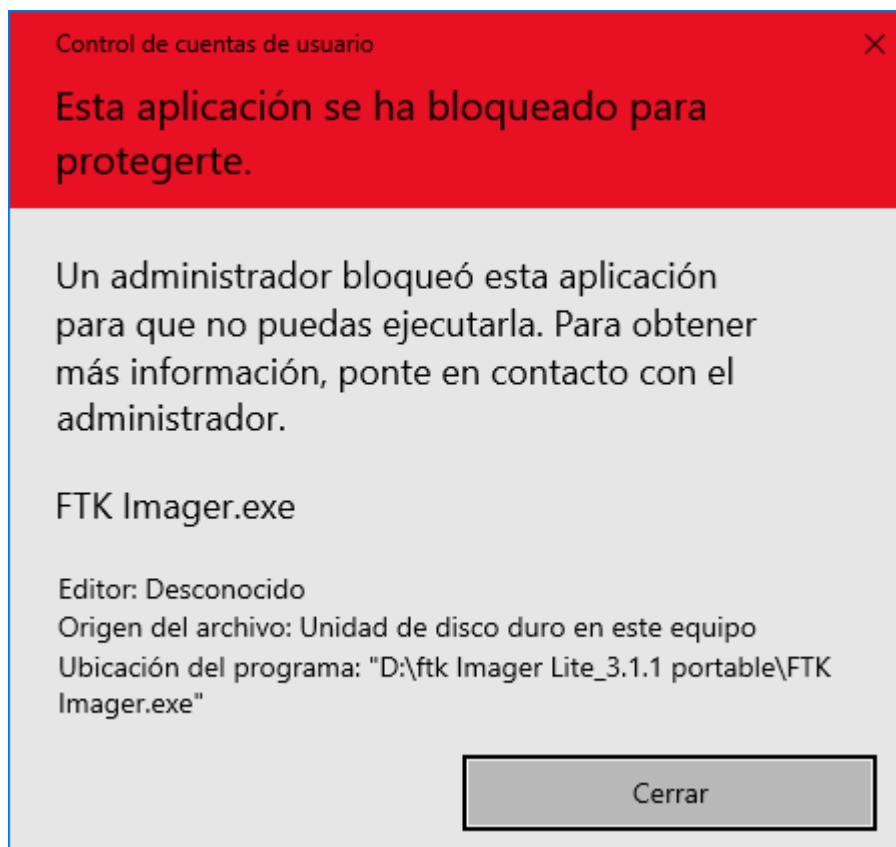 Control de cuentas de usuario
Esta aplicación se ha bloqueado para
protegerte.
Un administrador bloqueó esta aplicación
para que no puedas ejecutarla. Para obtener
más información, ponte en contacto con el
administrador.
FTK Imager.exe
Editor: Desconocido
Origen del archivo: Unidad de disco duro en este equipo
Ubicación del programa: "D:\ftk Imager Lite_3.1.1 portable\FTK
Imager.exe"
Cerrar